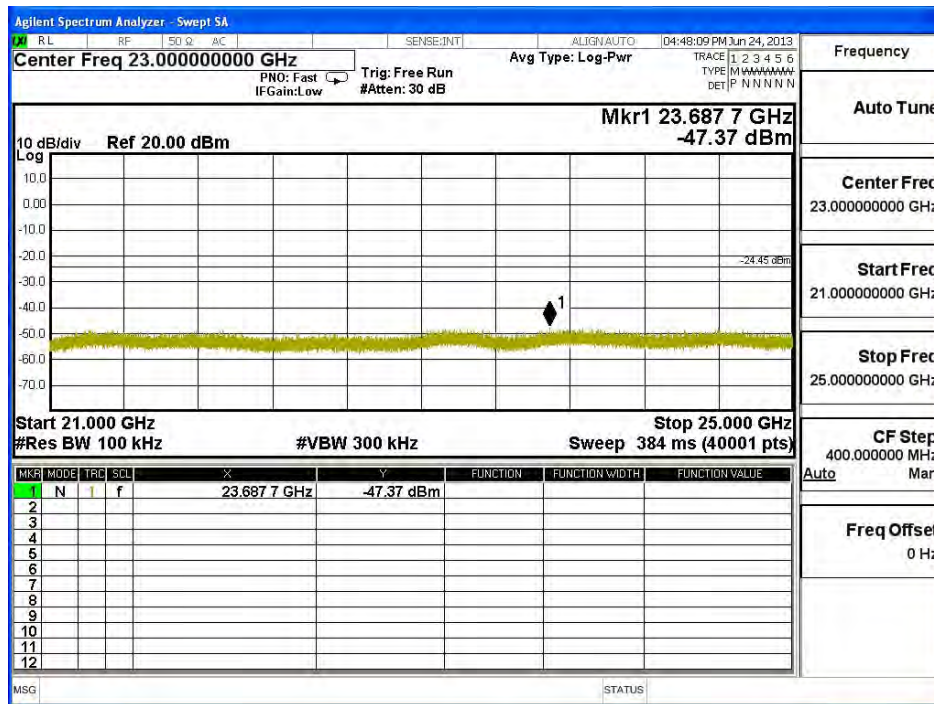 Agilent Spectrum Analyzer - Swept SA
RL RF 50 Ω AC SENSE:INT ALIGN AUTO 04:48:09 PM Jun 24, 2013
Center Freq 23.000000000 GHz
PNO: Fast
IFGain:Low
Trig: Free Run
#Atten: 30 dB
Avg Type: Log-Pwr
TRACE 1 2 3 4 5 6
TYPE M
DET P N N N N N
Mkr1 23.687 7 GHz
-47.37 dBm
10 dB/div Ref 20.00 dBm
Log
10.0
0.00
-10.0
-20.0
-24.45 dBm
-30.0
-40.0
1
-50.0
-60.0
-70.0
Start 21.000 GHz Stop 25.000 GHz
#Res BW 100 kHz #VBW 300 kHz Sweep 384 ms (40001 pts)
MKR MODE TRC SCL X Y FUNCTION FUNCTION WIDTH FUNCTION VALUE
1 N 1 f 23.687 7 GHz -47.37 dBm
2
3
4
5
6
7
8
9
10
11
12
MSG STATUS
Frequency
Auto Tune
Center Freq
23.000000000 GHz
Start Freq
21.000000000 GHz
Stop Freq
25.000000000 GHz
CF Step
400.000000 MHz
Auto Man
Freq Offset
0 Hz